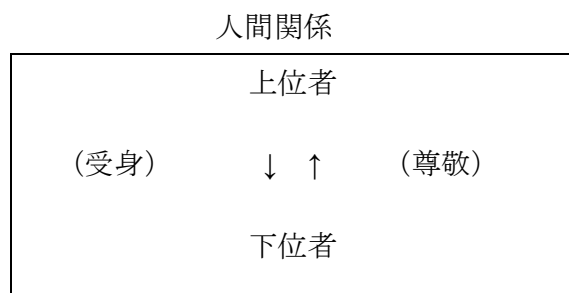 人間関係
上位者
（受身） ↓ ↑ （尊敬）
下位者